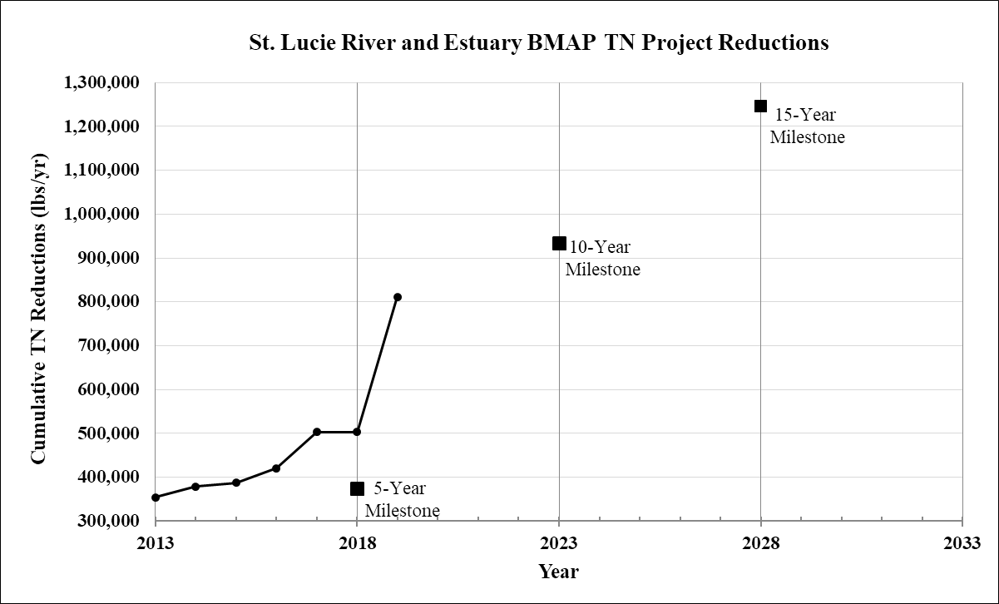 St. Lucie River and Estuary BMAP TN Project Reductions
1,300,000
1,200,000
1,100,000
1,000,000
900,000
800,000
700,000
600,000
500,000
400,000
300,000
Cumulative TN Reductions (lbs/yr)
15-Year
Milestone
10-Year
Milestone
5-Year
Milestone
2013
2018
2023
2028
2033
Year